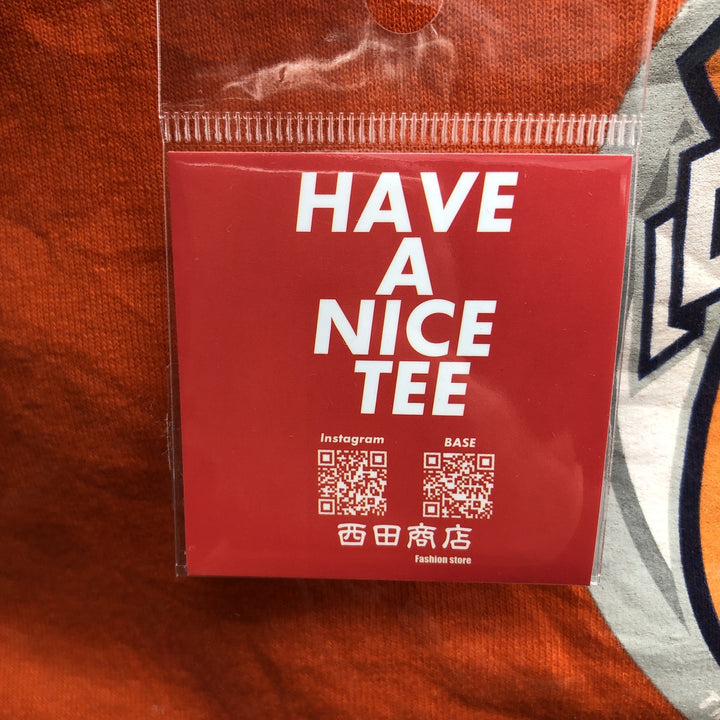 HAVE
A
NICE
TEE
Instagram BASE
西田商店
Fashion store